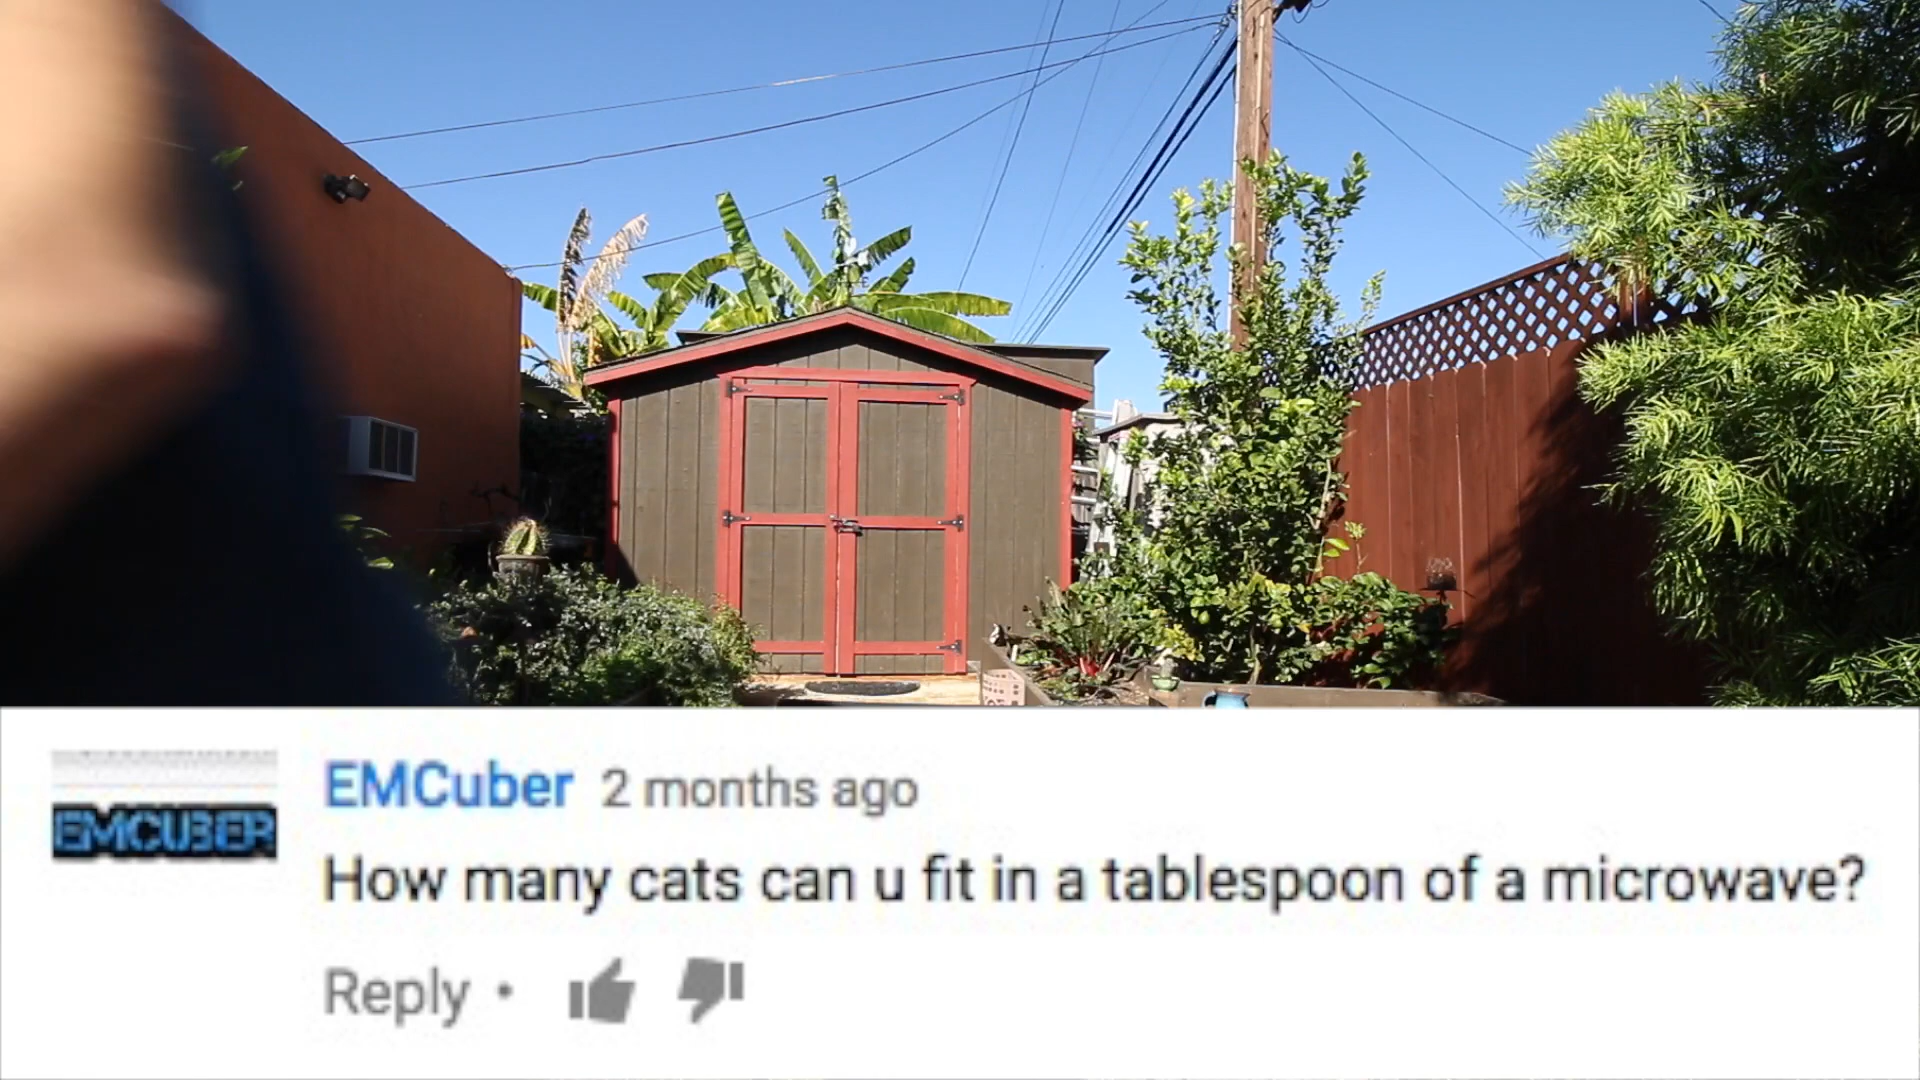 EMCUBER
EMCuber 2 months ago
How many cats can u fit in a tablespoon of a microwave?
Reply •